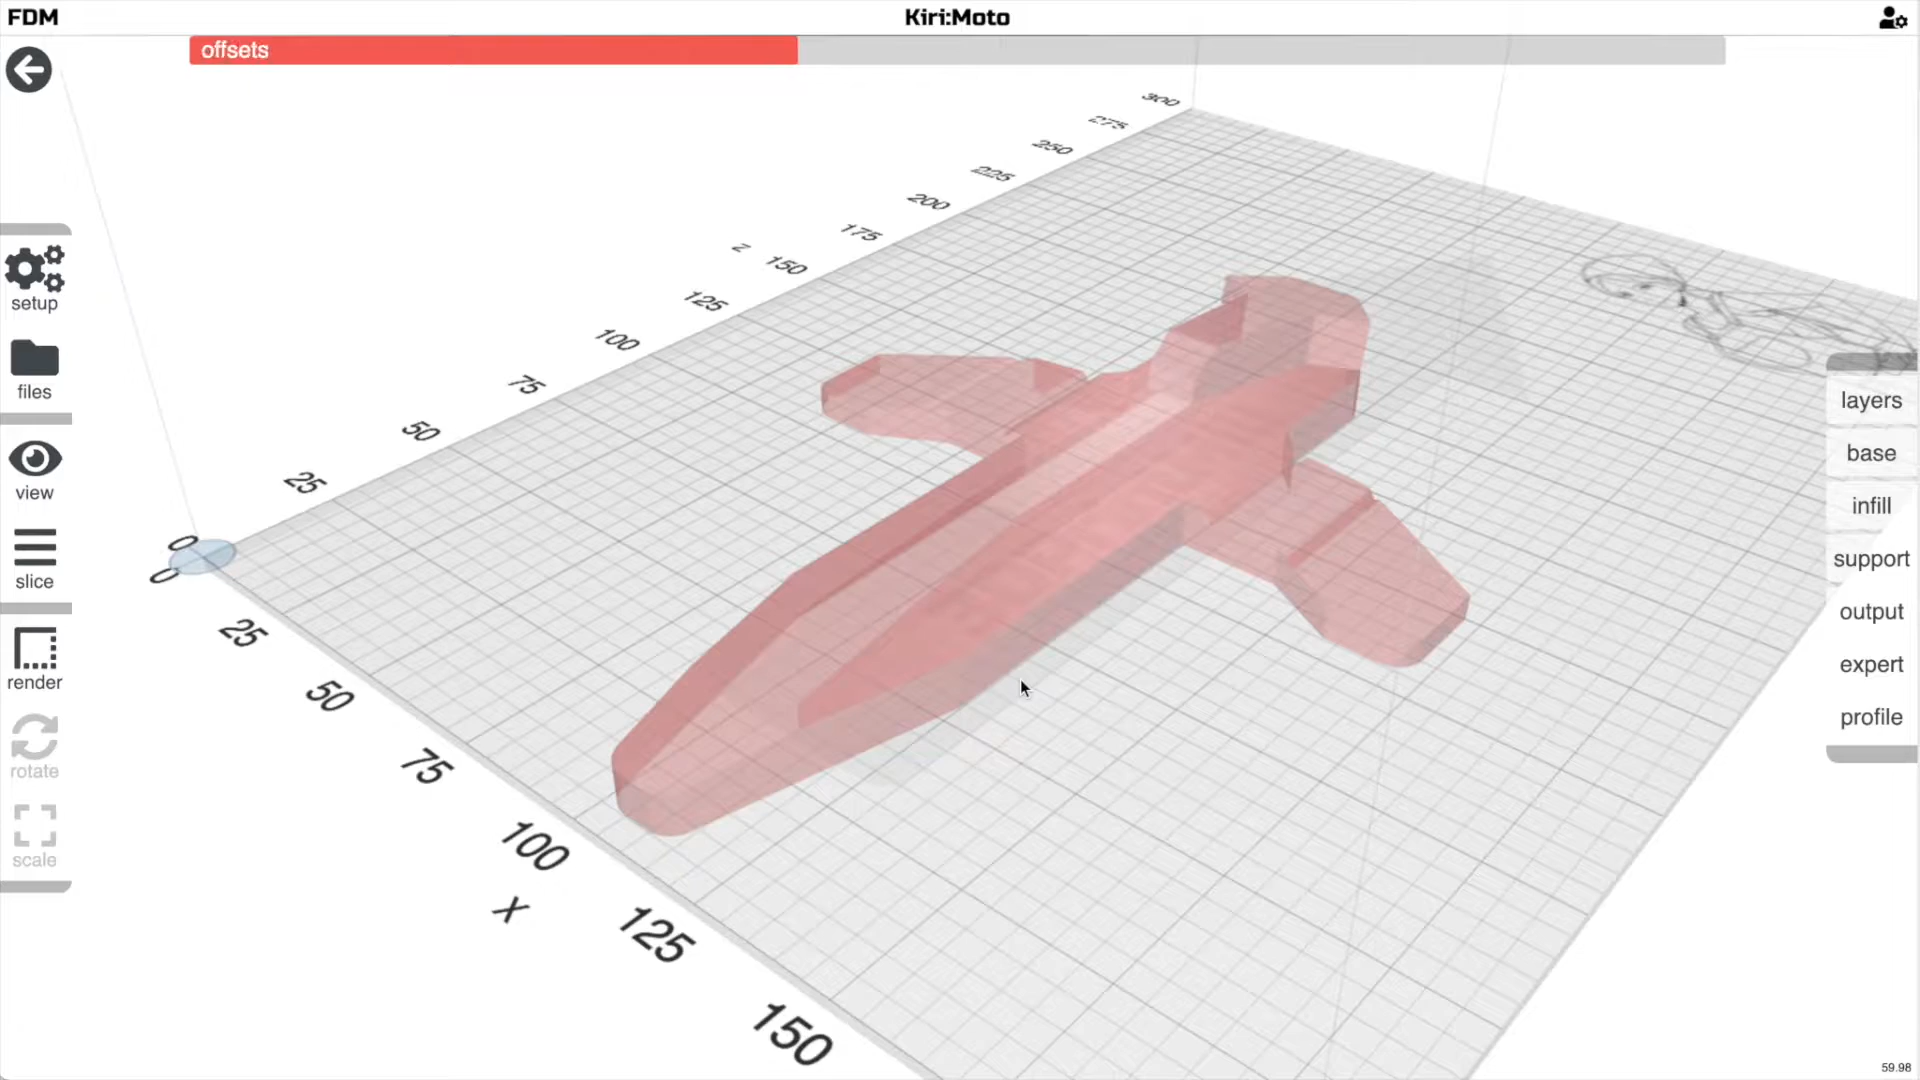 FDM
Kiri:Moto
offsets
300
275
250
225
200
175
z
150
125
100
75
50
25
0
0
25
50
75
100
X
125
150
setup
files
view
slice
render
rotate
scale
layers
base
infill
support
output
expert
profile
59.98